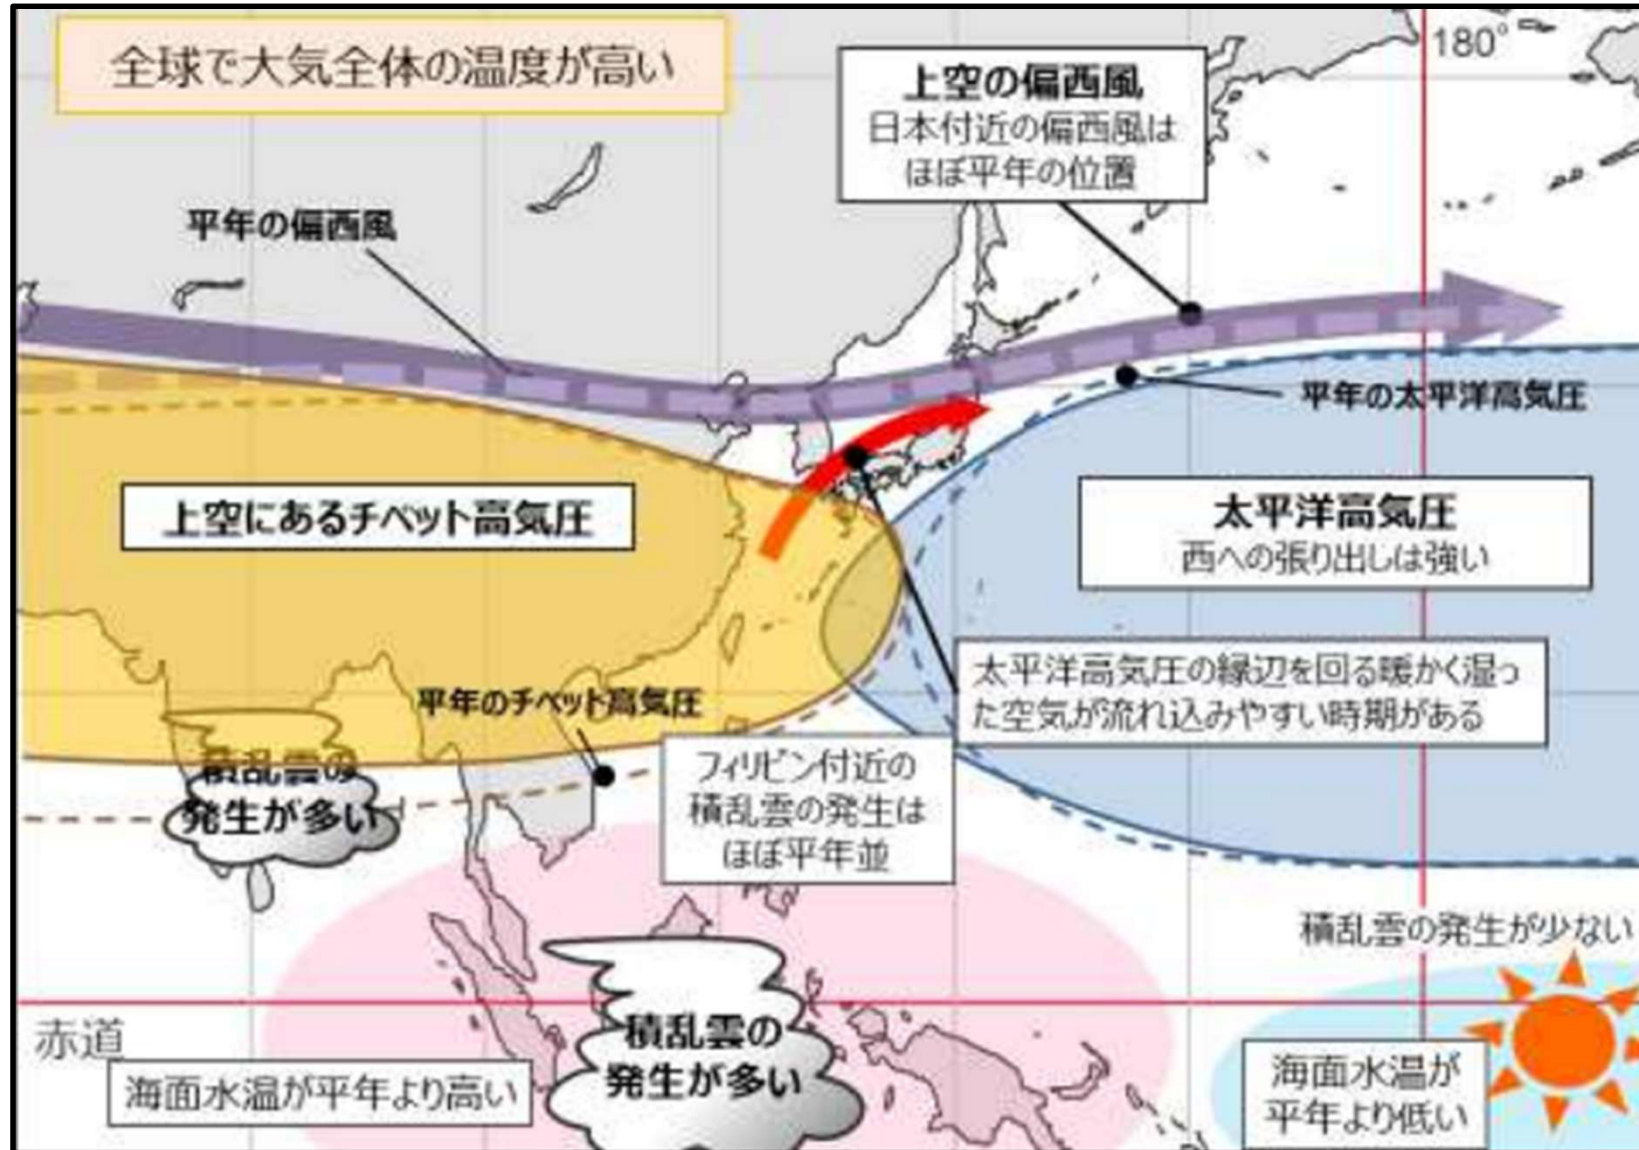 全球で大気全体の温度が高い
180°
上空の偏西風
日本付近の偏西風は
ほぼ平年の位置
平年の偏西風
平年の太平洋高気圧
上空にあるチベット高気圧
太平洋高気圧
西への張り出しは強い
太平洋高気圧の縁辺を回る暖かく湿っ
た空気が流れ込みやすい時期がある
平年のチベット高気圧
積乱雲の
発生が多い
フィリピン付近の
積乱雲の発生は
ほぼ平年並
積乱雲の発生が少ない
赤道
海面水温が平年より高い
積乱雲の
発生が多い
海面水温が
平年より低い